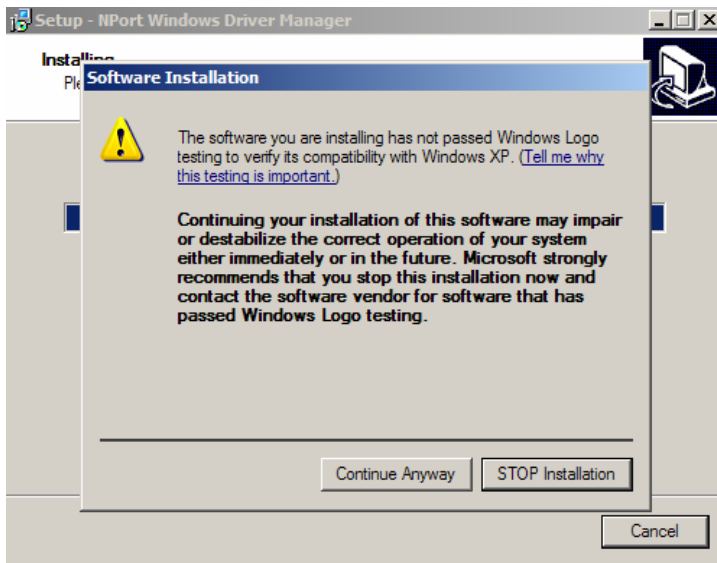 Setup - NPort Windows Driver Manager
Installing
Software Installation
The software you are installing has not passed Windows Logo
testing to verify its compatibility with Windows XP. (Tell me why
this testing is important.)
Continuing your installation of this software may impair
or destabilize the correct operation of your system
either immediately or in the future. Microsoft strongly
recommends that you stop this installation now and
contact the software vendor for software that has
passed Windows Logo testing.
Continue Anyway
STOP Installation
Cancel